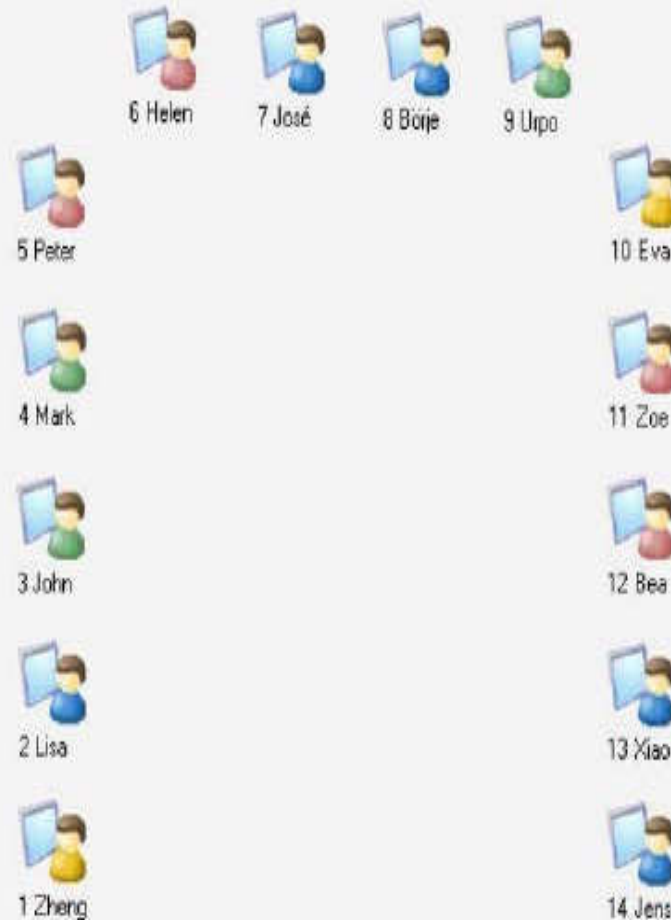 6 Helen
7 José
8 Börje
9 Urpo
5 Peter
10 Eva
4 Mark
11 Zoe
3 John
12 Bea
2 Lisa
13 Xiao
1 Zheng
14 Jens